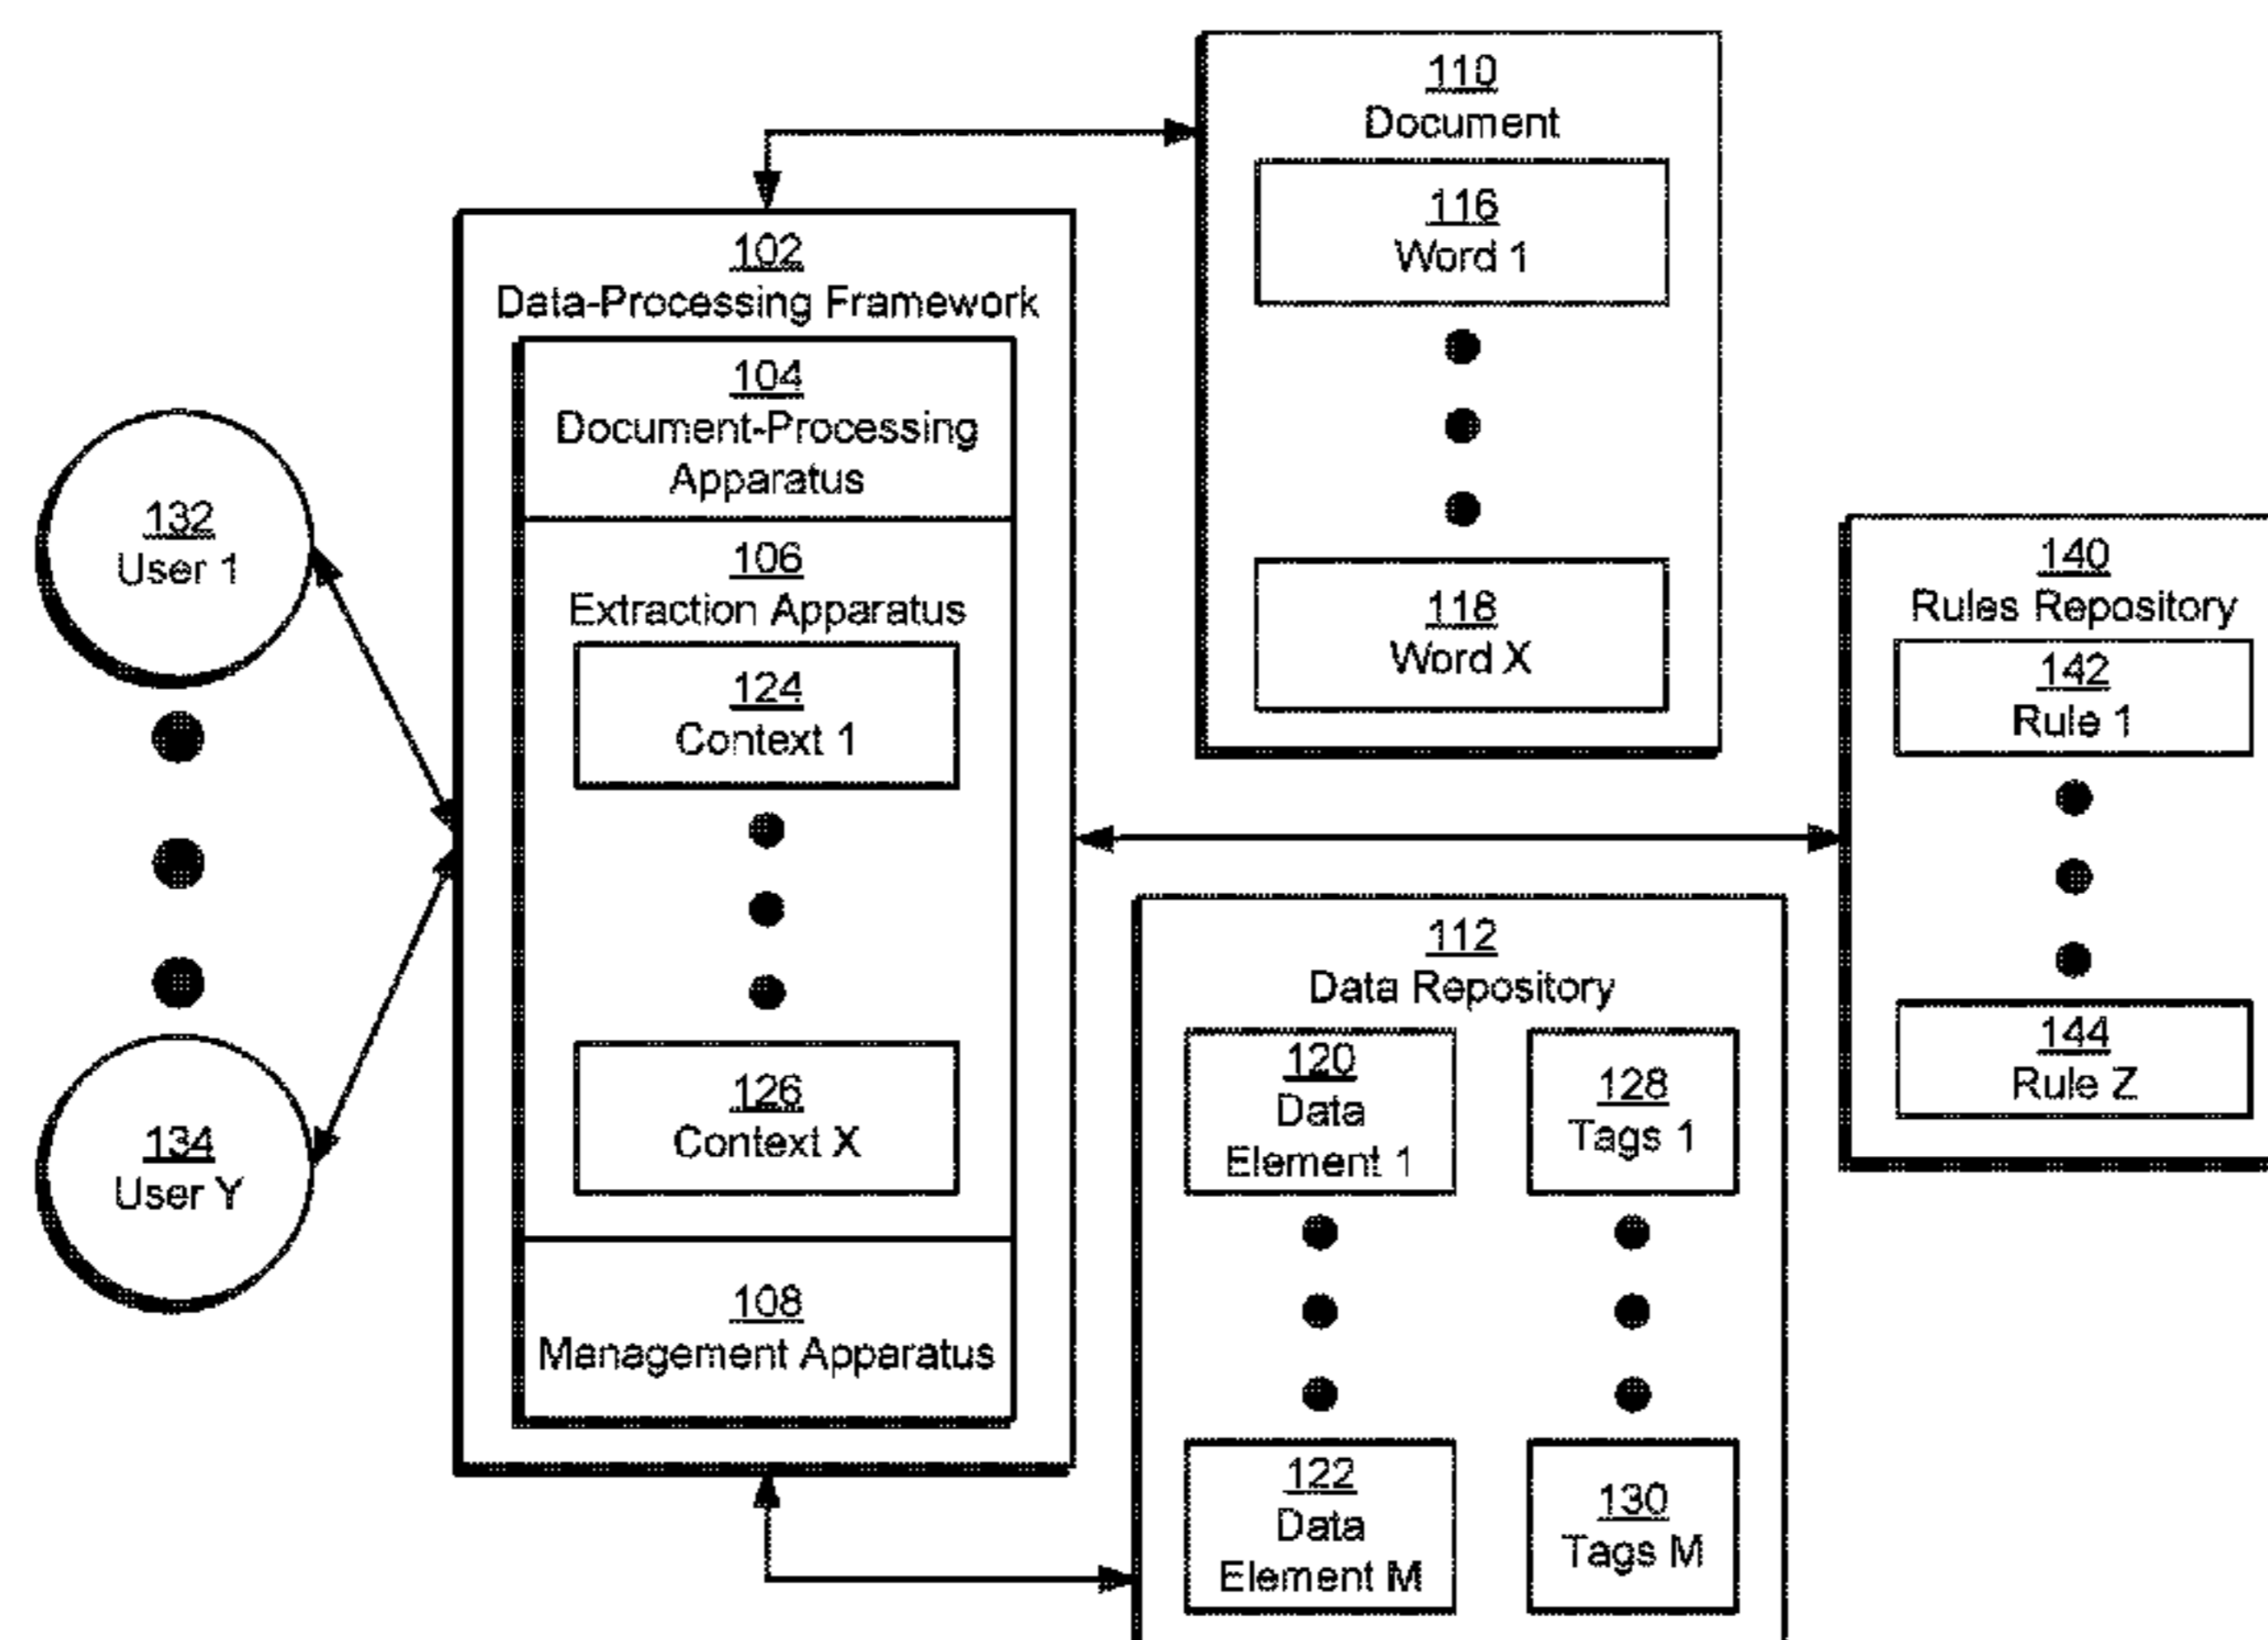 132
User 1
134
User Y
102
Data-Processing Framework
104
Document-Processing
Apparatus
106
Extraction Apparatus
124
Context 1
126
Context X
108
Management Apparatus
110
Document
116
Word 1
118
Word X
112
Data Repository
120
Data
Element 1
128
Tags 1
122
Data
Element M
130
Tags M
140
Rules Repository
142
Rule 1
144
Rule Z